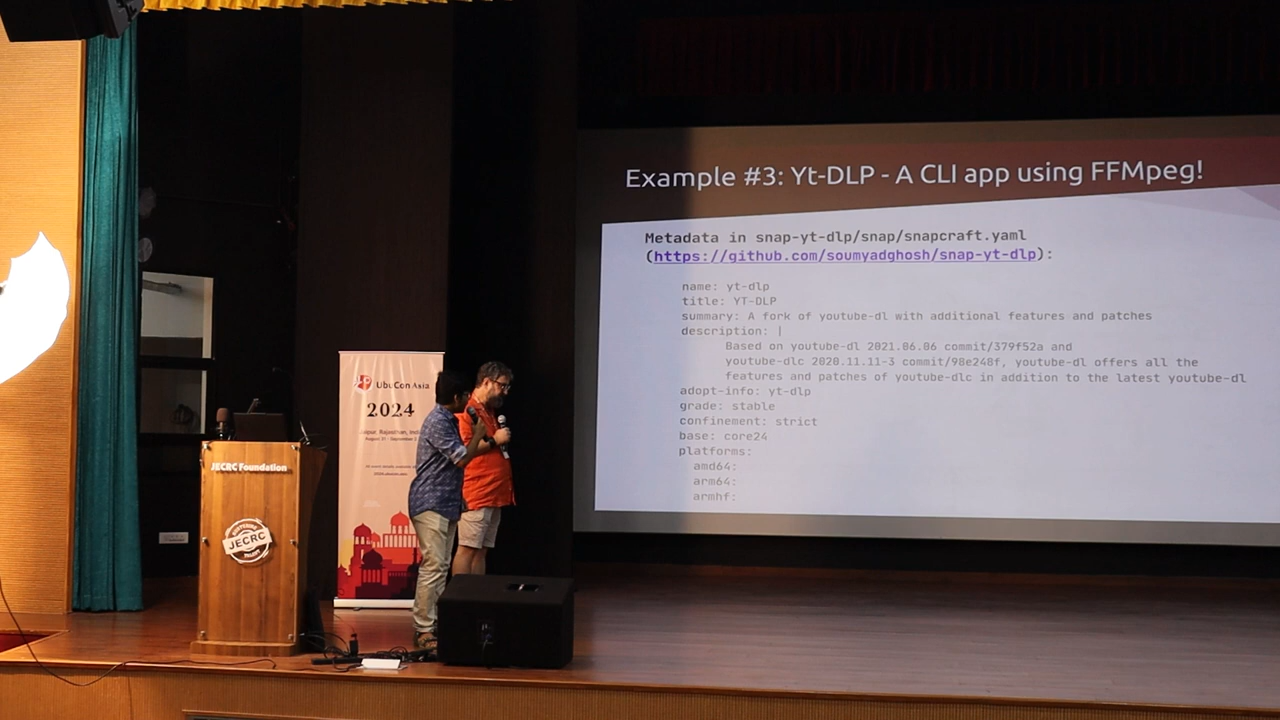 Example #3: Yt-DLP - A CLI app using FFMpeg!
Metadata in snap-yt-dlp/snap/snapcraft.yaml
(https://github.com/soumyadghosh/snap-yt-dlp):
name: yt-dlp
title: YT-DLP
summary: A fork of youtube-dl with additional features and patches
description: |
Based on youtube-dl 2021.06.06 commit/379f52a and
youtube-dlc 2020.11.11-3 commit/98e248f, youtube-dl offers all the
features and patches of youtube-dlc in addition to the latest youtube-dl
adopt-info: yt-dlp
grade: stable
confinement: strict
base: core24
platforms:
amd64:
arm64:
armhf:
UbuCon Asia
2024
JECRC Foundation
JECRC